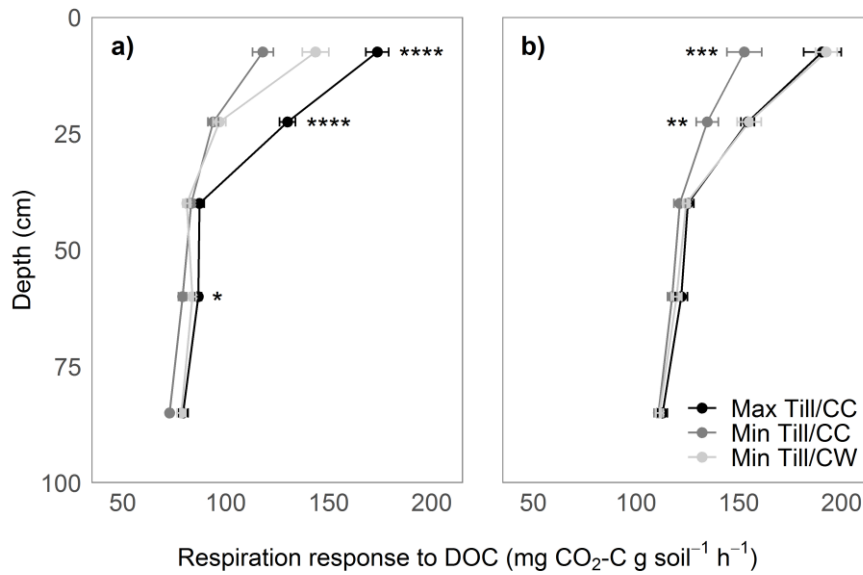 0
25
50
75
100
Depth (cm)
a)
****
****
*
50 100 150 200
b)
***
**
Max Till/CC
Min Till/CC
Min Till/CW
50 100 150 200
Respiration response to DOC (mg CO₂-C g soil⁻¹ h⁻¹)